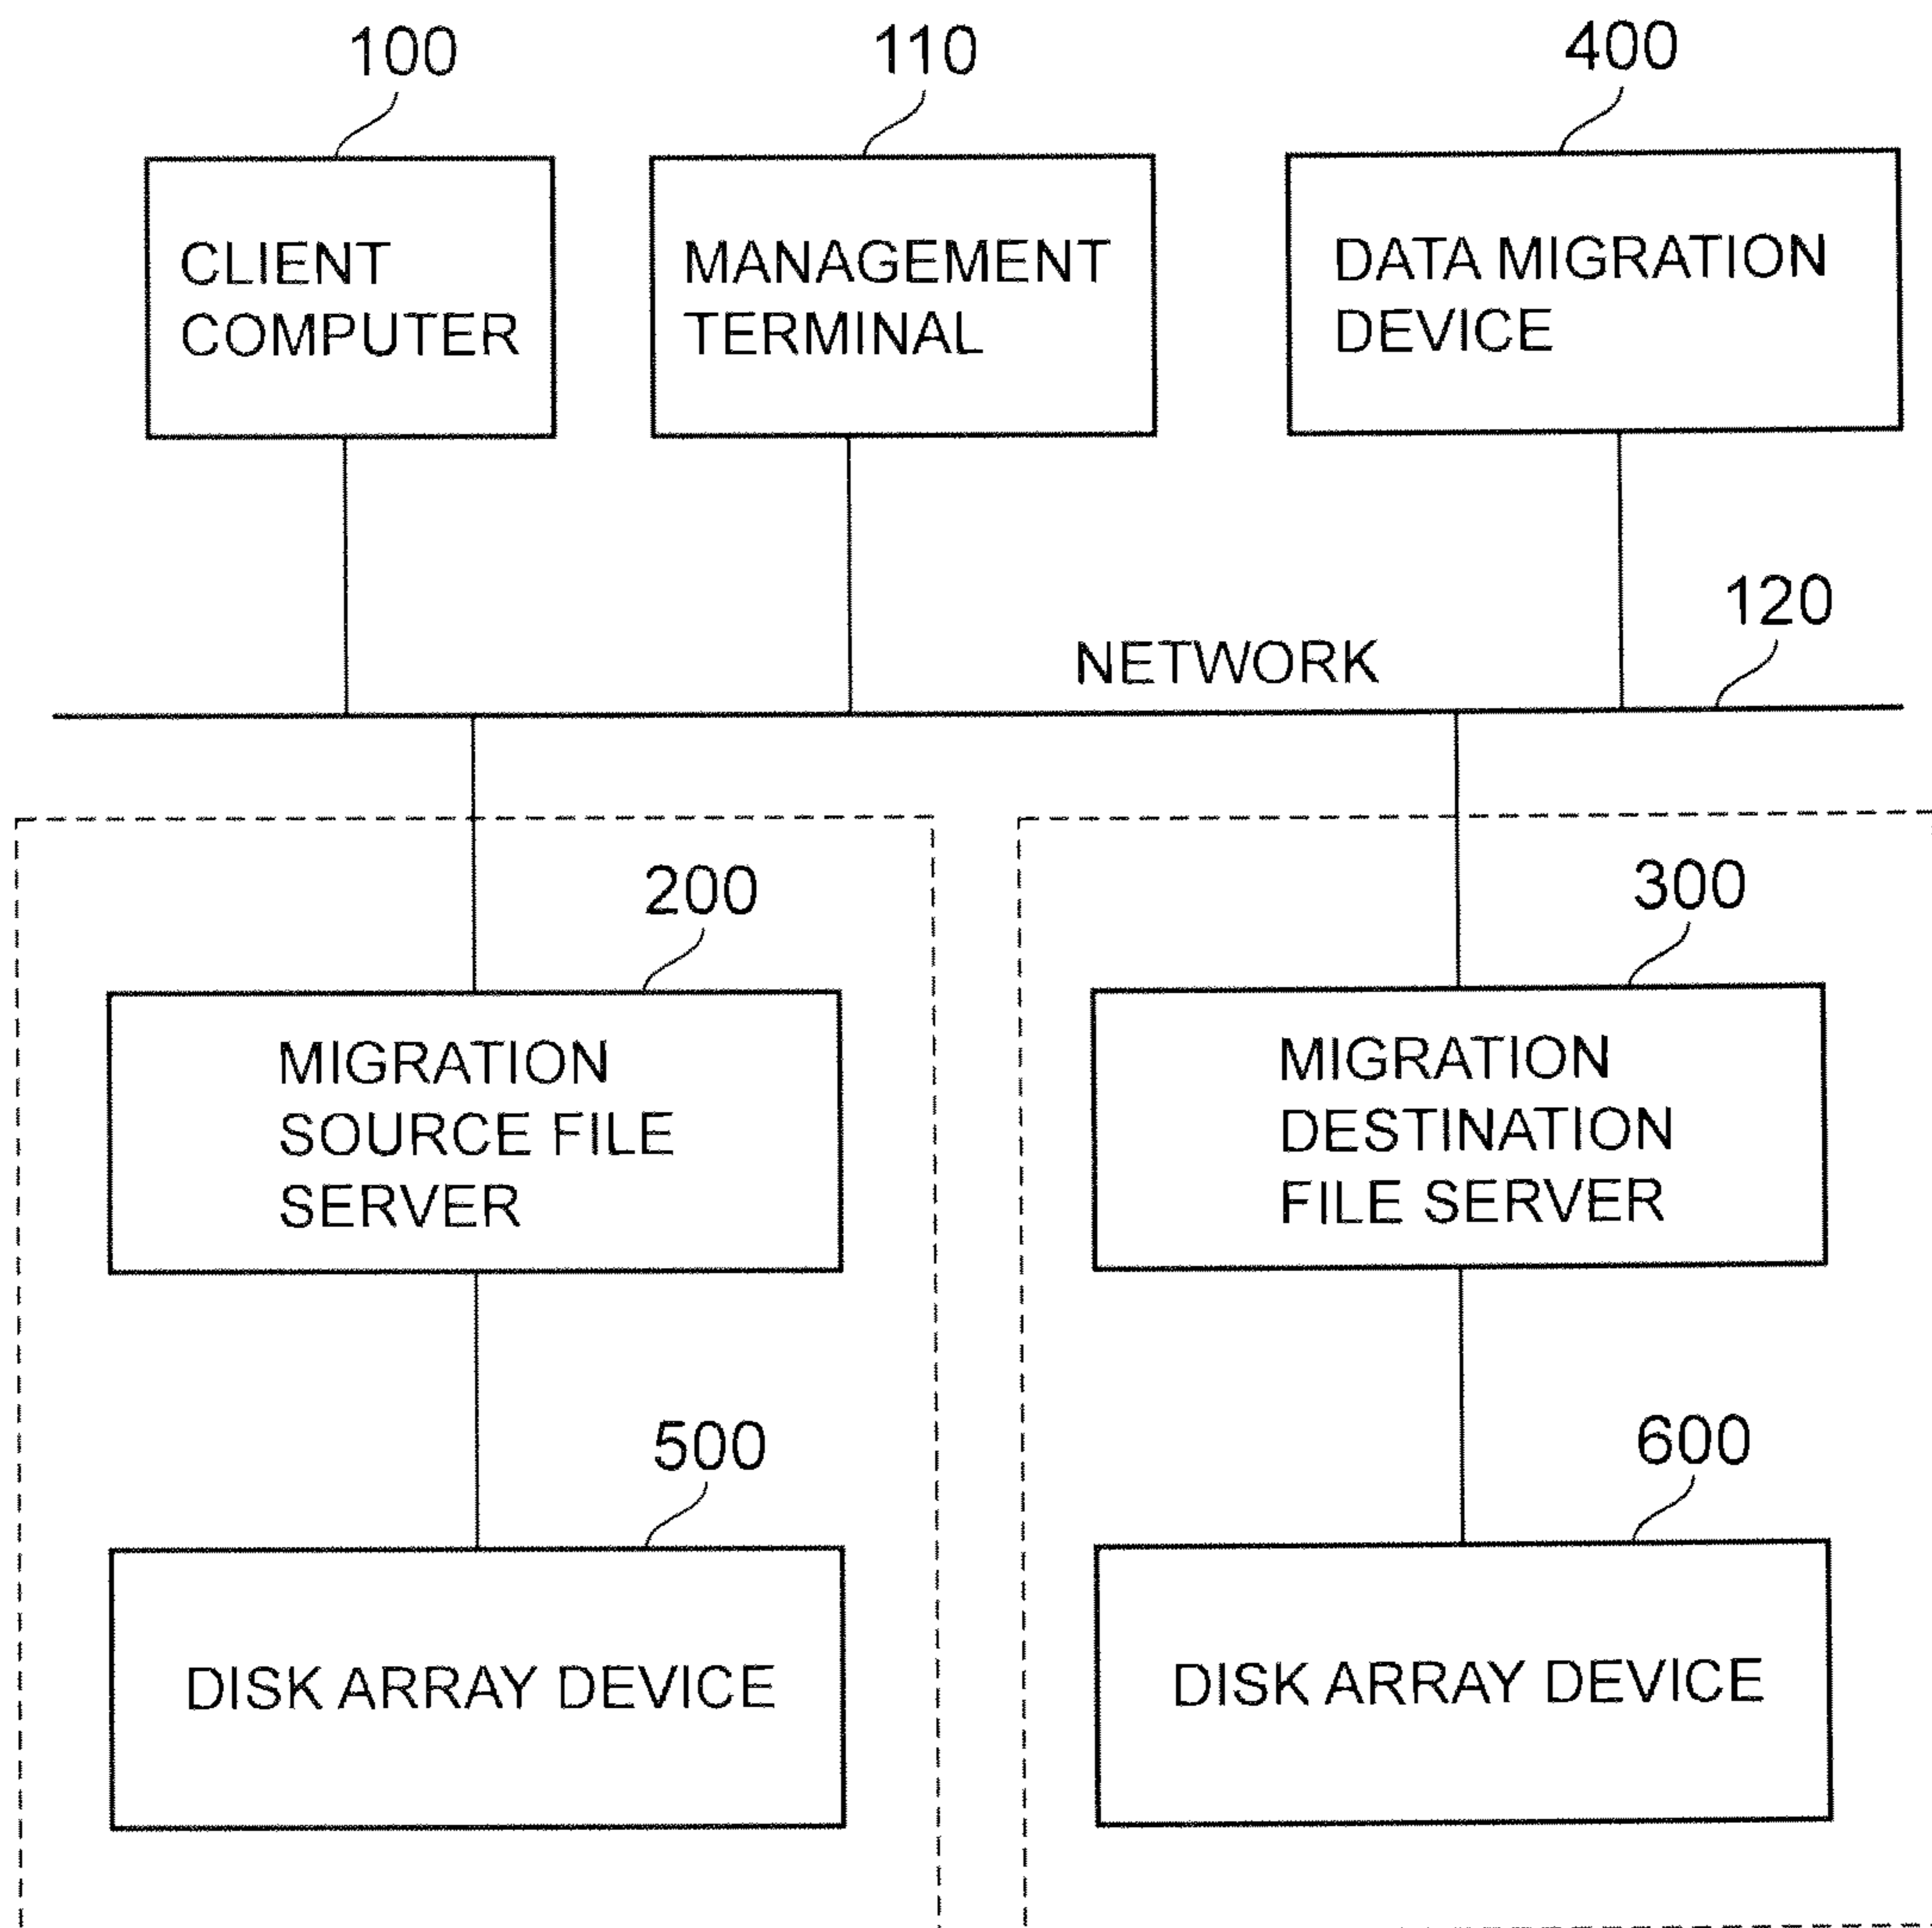 100
110
400
CLIENT
COMPUTER
MANAGEMENT
TERMINAL
DATA MIGRATION
DEVICE
120
NETWORK
200
300
MIGRATION
SOURCE FILE
SERVER
MIGRATION
DESTINATION
FILE SERVER
500
600
DISK ARRAY DEVICE
DISK ARRAY DEVICE